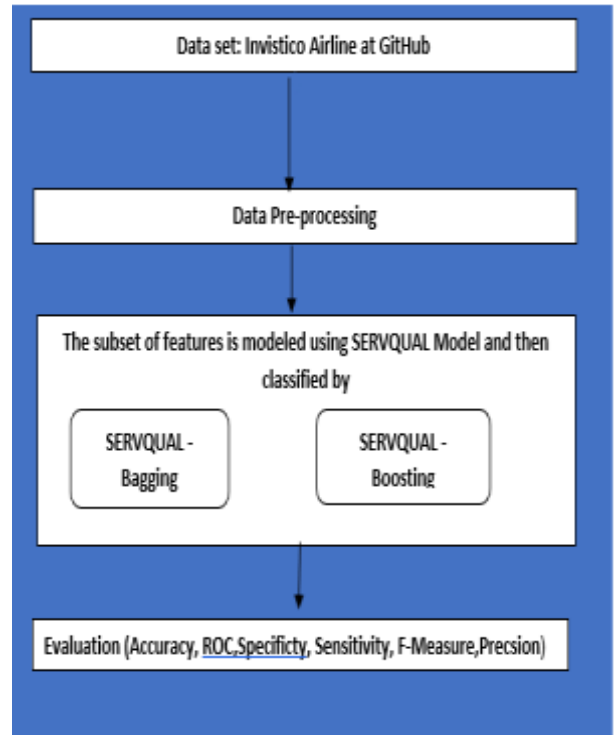 Data set: Invistico Airline at GitHub
Data Pre-processing
The subset of features is modeled using SERVQUAL Model and then
classified by
SERVQUAL -
Bagging
SERVQUAL -
Boosting
Evaluation (Accuracy, ROC,Specificty, Sensitivity, F-Measure,Precsion)